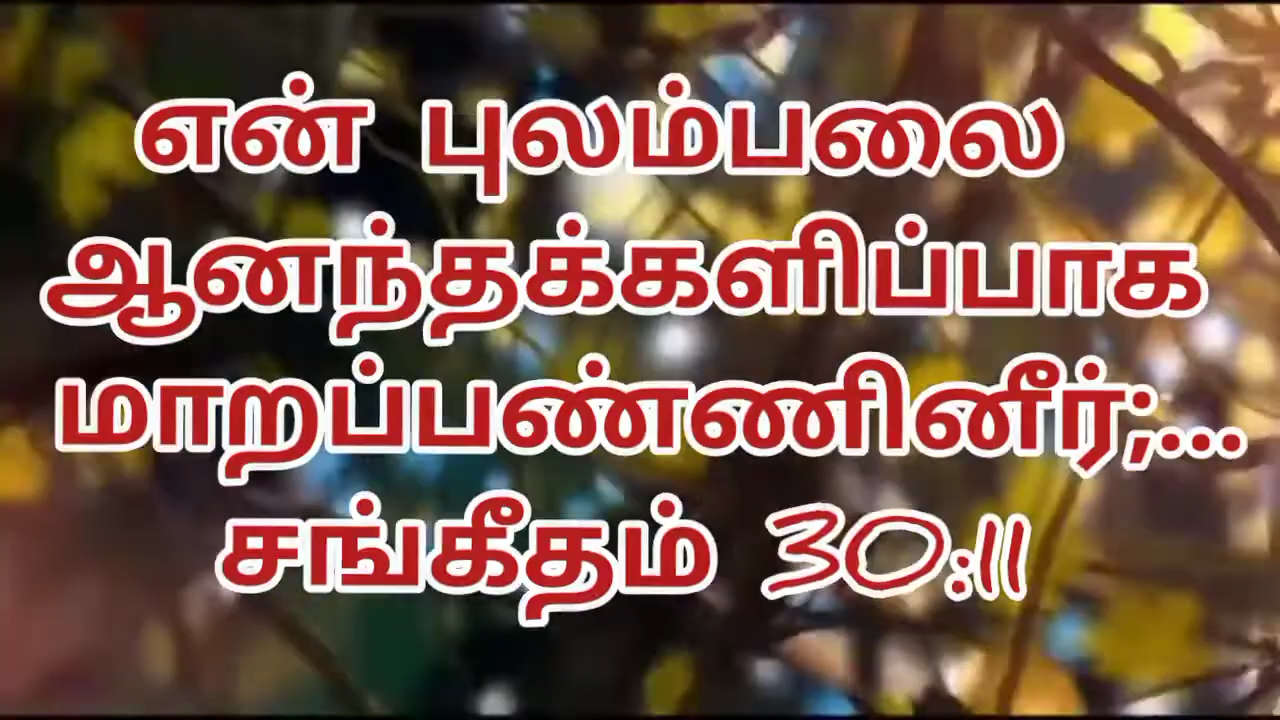 என் புலம்பலை
ஆனந்தக்களிப்பாக
மாறப்பண்ணினீர்;...
சங்கீதம் 30:11